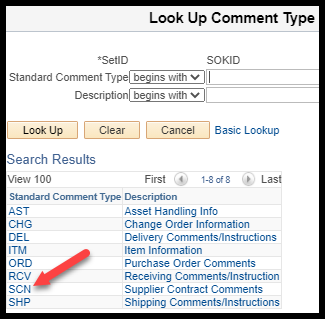 Look Up Comment Type
*SetID SOKID
Standard Comment Type begins with
Description begins with
Look Up Clear Cancel Basic Lookup
Search Results
View 100 First 1-8 of 8 Last
Standard Comment Type Description
AST Asset Handling Info
CHG Change Order Information
DEL Delivery Comments/Instructions
ITM Item Information
ORD Purchase Order Comments
RCV Receiving Comments/Instruction
SCN Supplier Contract Comments
SHP Shipping Comments/Instructions